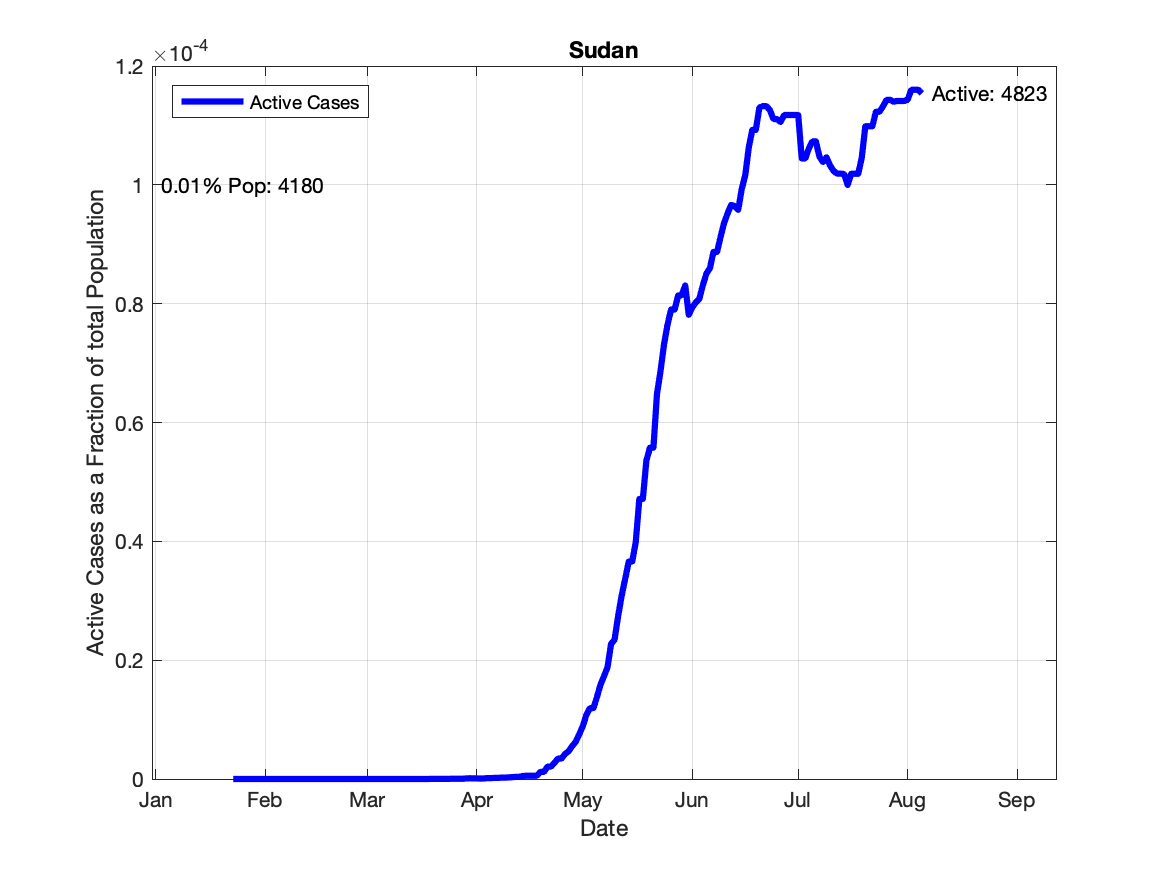 Sudan
×10^-4
1.2
1
0.8
0.6
0.4
0.2
0
Active Cases as a Fraction of total Population
Active Cases
0.01% Pop: 4180
Active: 4823
Jan Feb Mar Apr May Jun Jul Aug Sep
Date